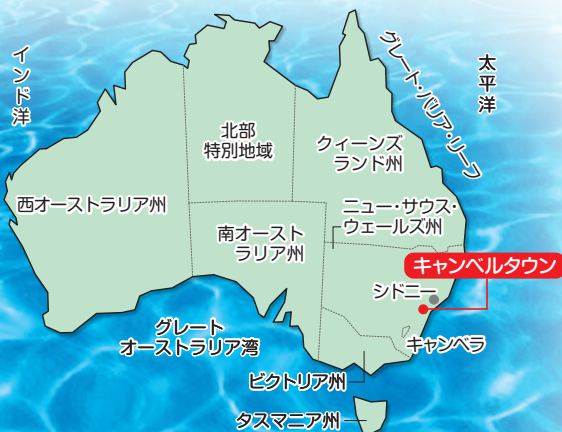 インド洋
グレート・バリア・リーフ
太平洋
北部
特別地域
クィーンズ
ランド州
西オーストラリア州
ニュー・サウス・
ウェールズ州
南オースト
ラリア州
キャンベルタウン
シドニー
グレート
オーストラリア湾
キャンベラ
ビクトリア州
タスマニア州